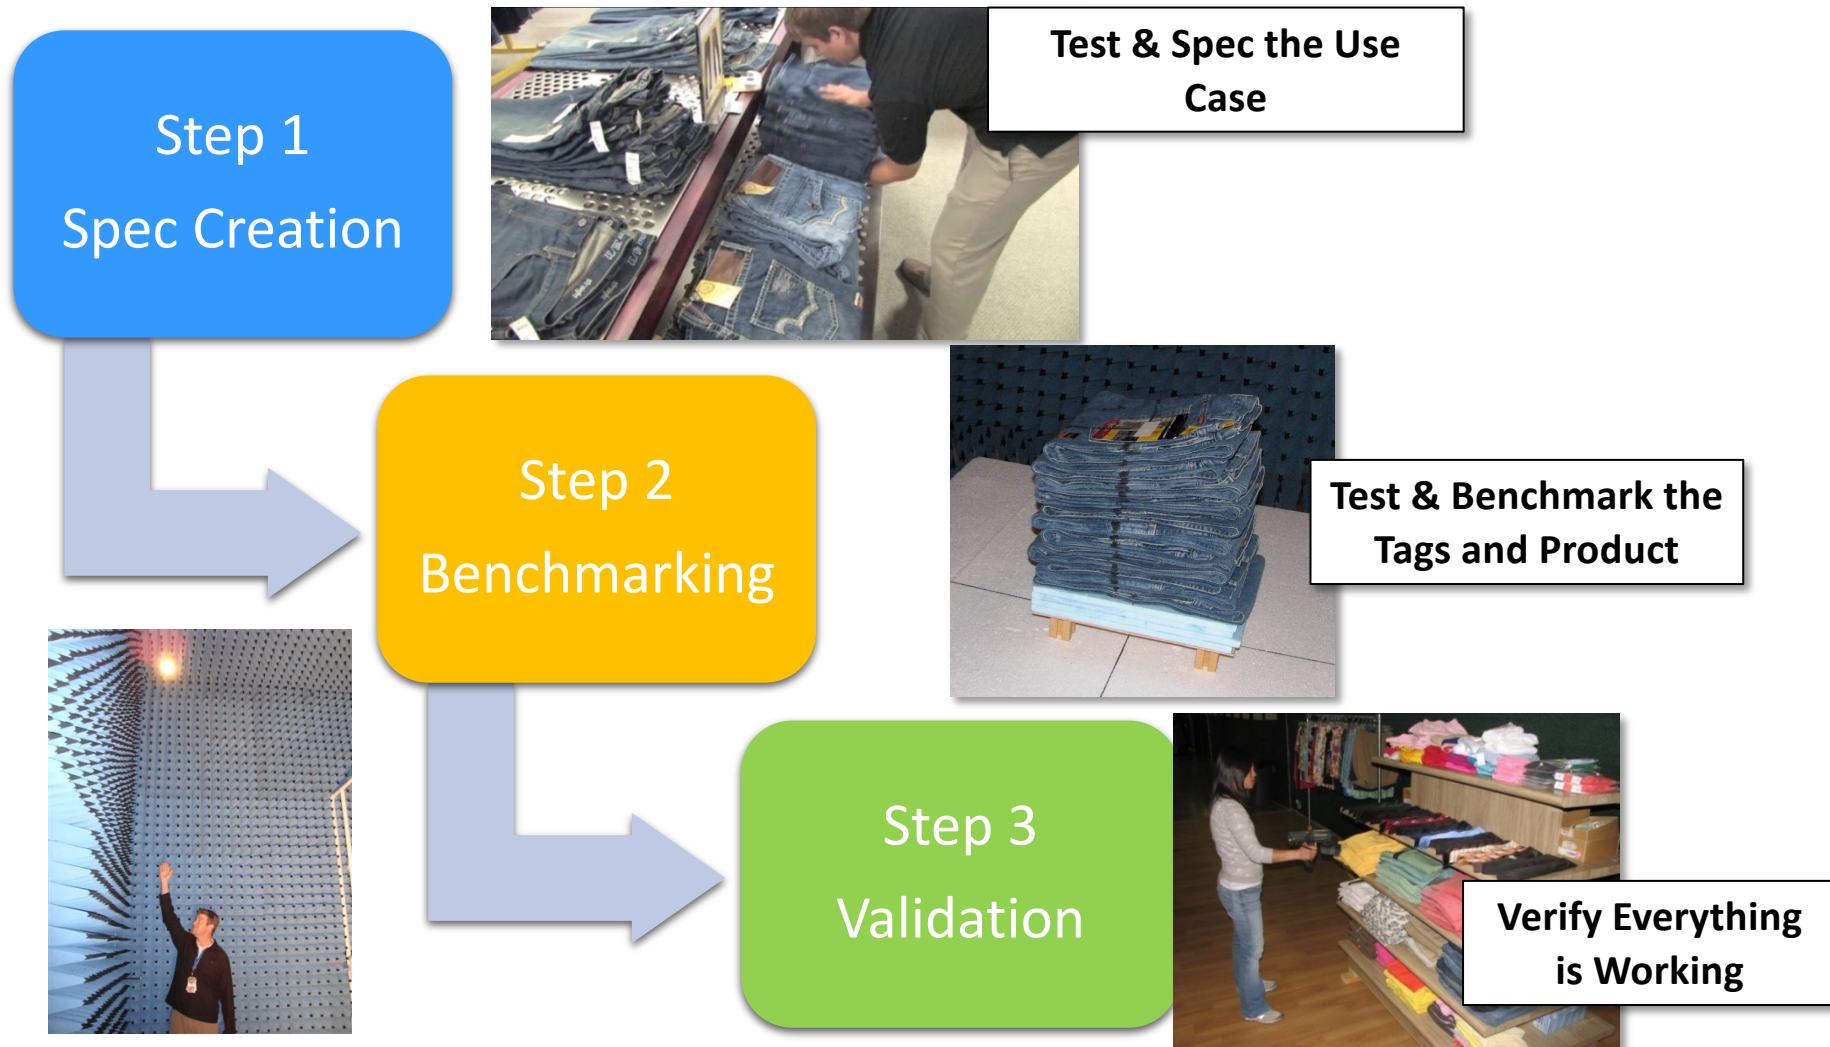 Step 1
Spec Creation
Test & Spec the Use
Case
Step 2
Benchmarking
Test & Benchmark the
Tags and Product
Step 3
Validation
Verify Everything
is Working